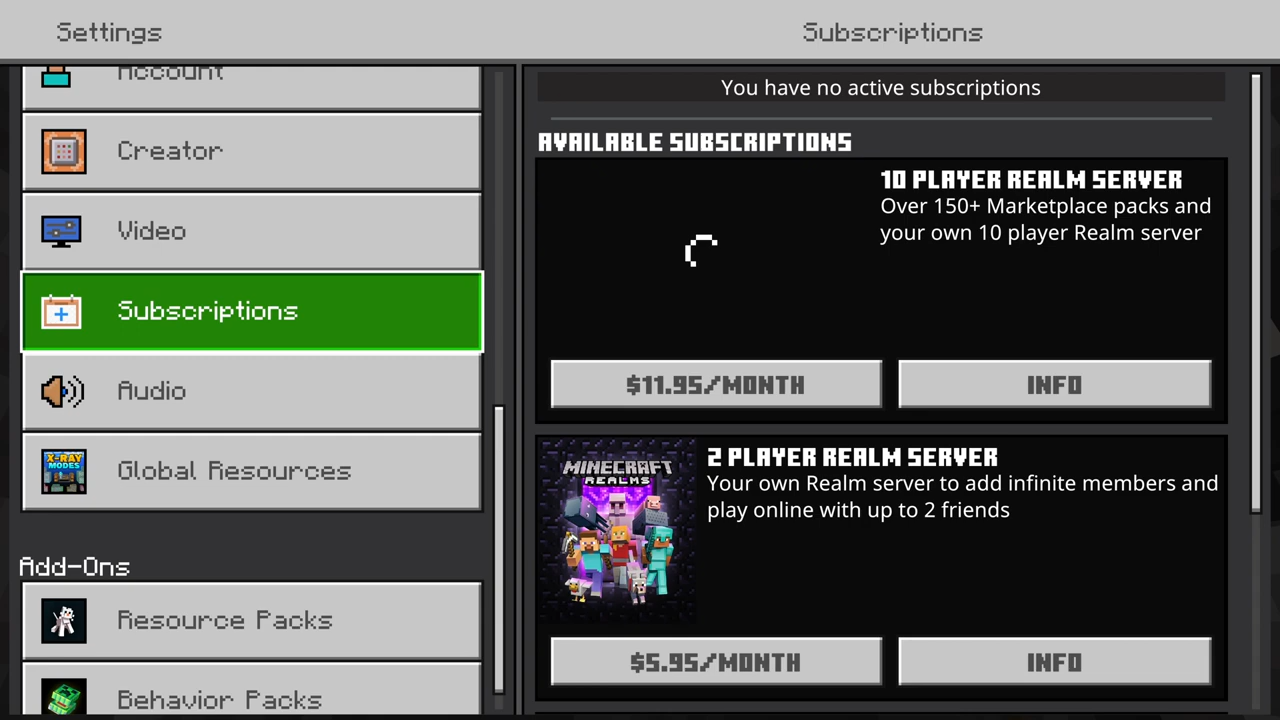 Settings
Subscriptions
Account
Creator
Video
Subscriptions
Audio
Global Resources
Add-Ons
Resource Packs
Behavior Packs
You have no active subscriptions
AVAILABLE SUBSCRIPTIONS
10 PLAYER REALM SERVER
Over 150+ Marketplace packs and
your own 10 player Realm server
$11.95/MONTH
INFO
MINECRAFT
REALMS
2 PLAYER REALM SERVER
Your own Realm server to add infinite members and
play online with up to 2 friends
$5.95/MONTH
INFO
X-RAY
MODES